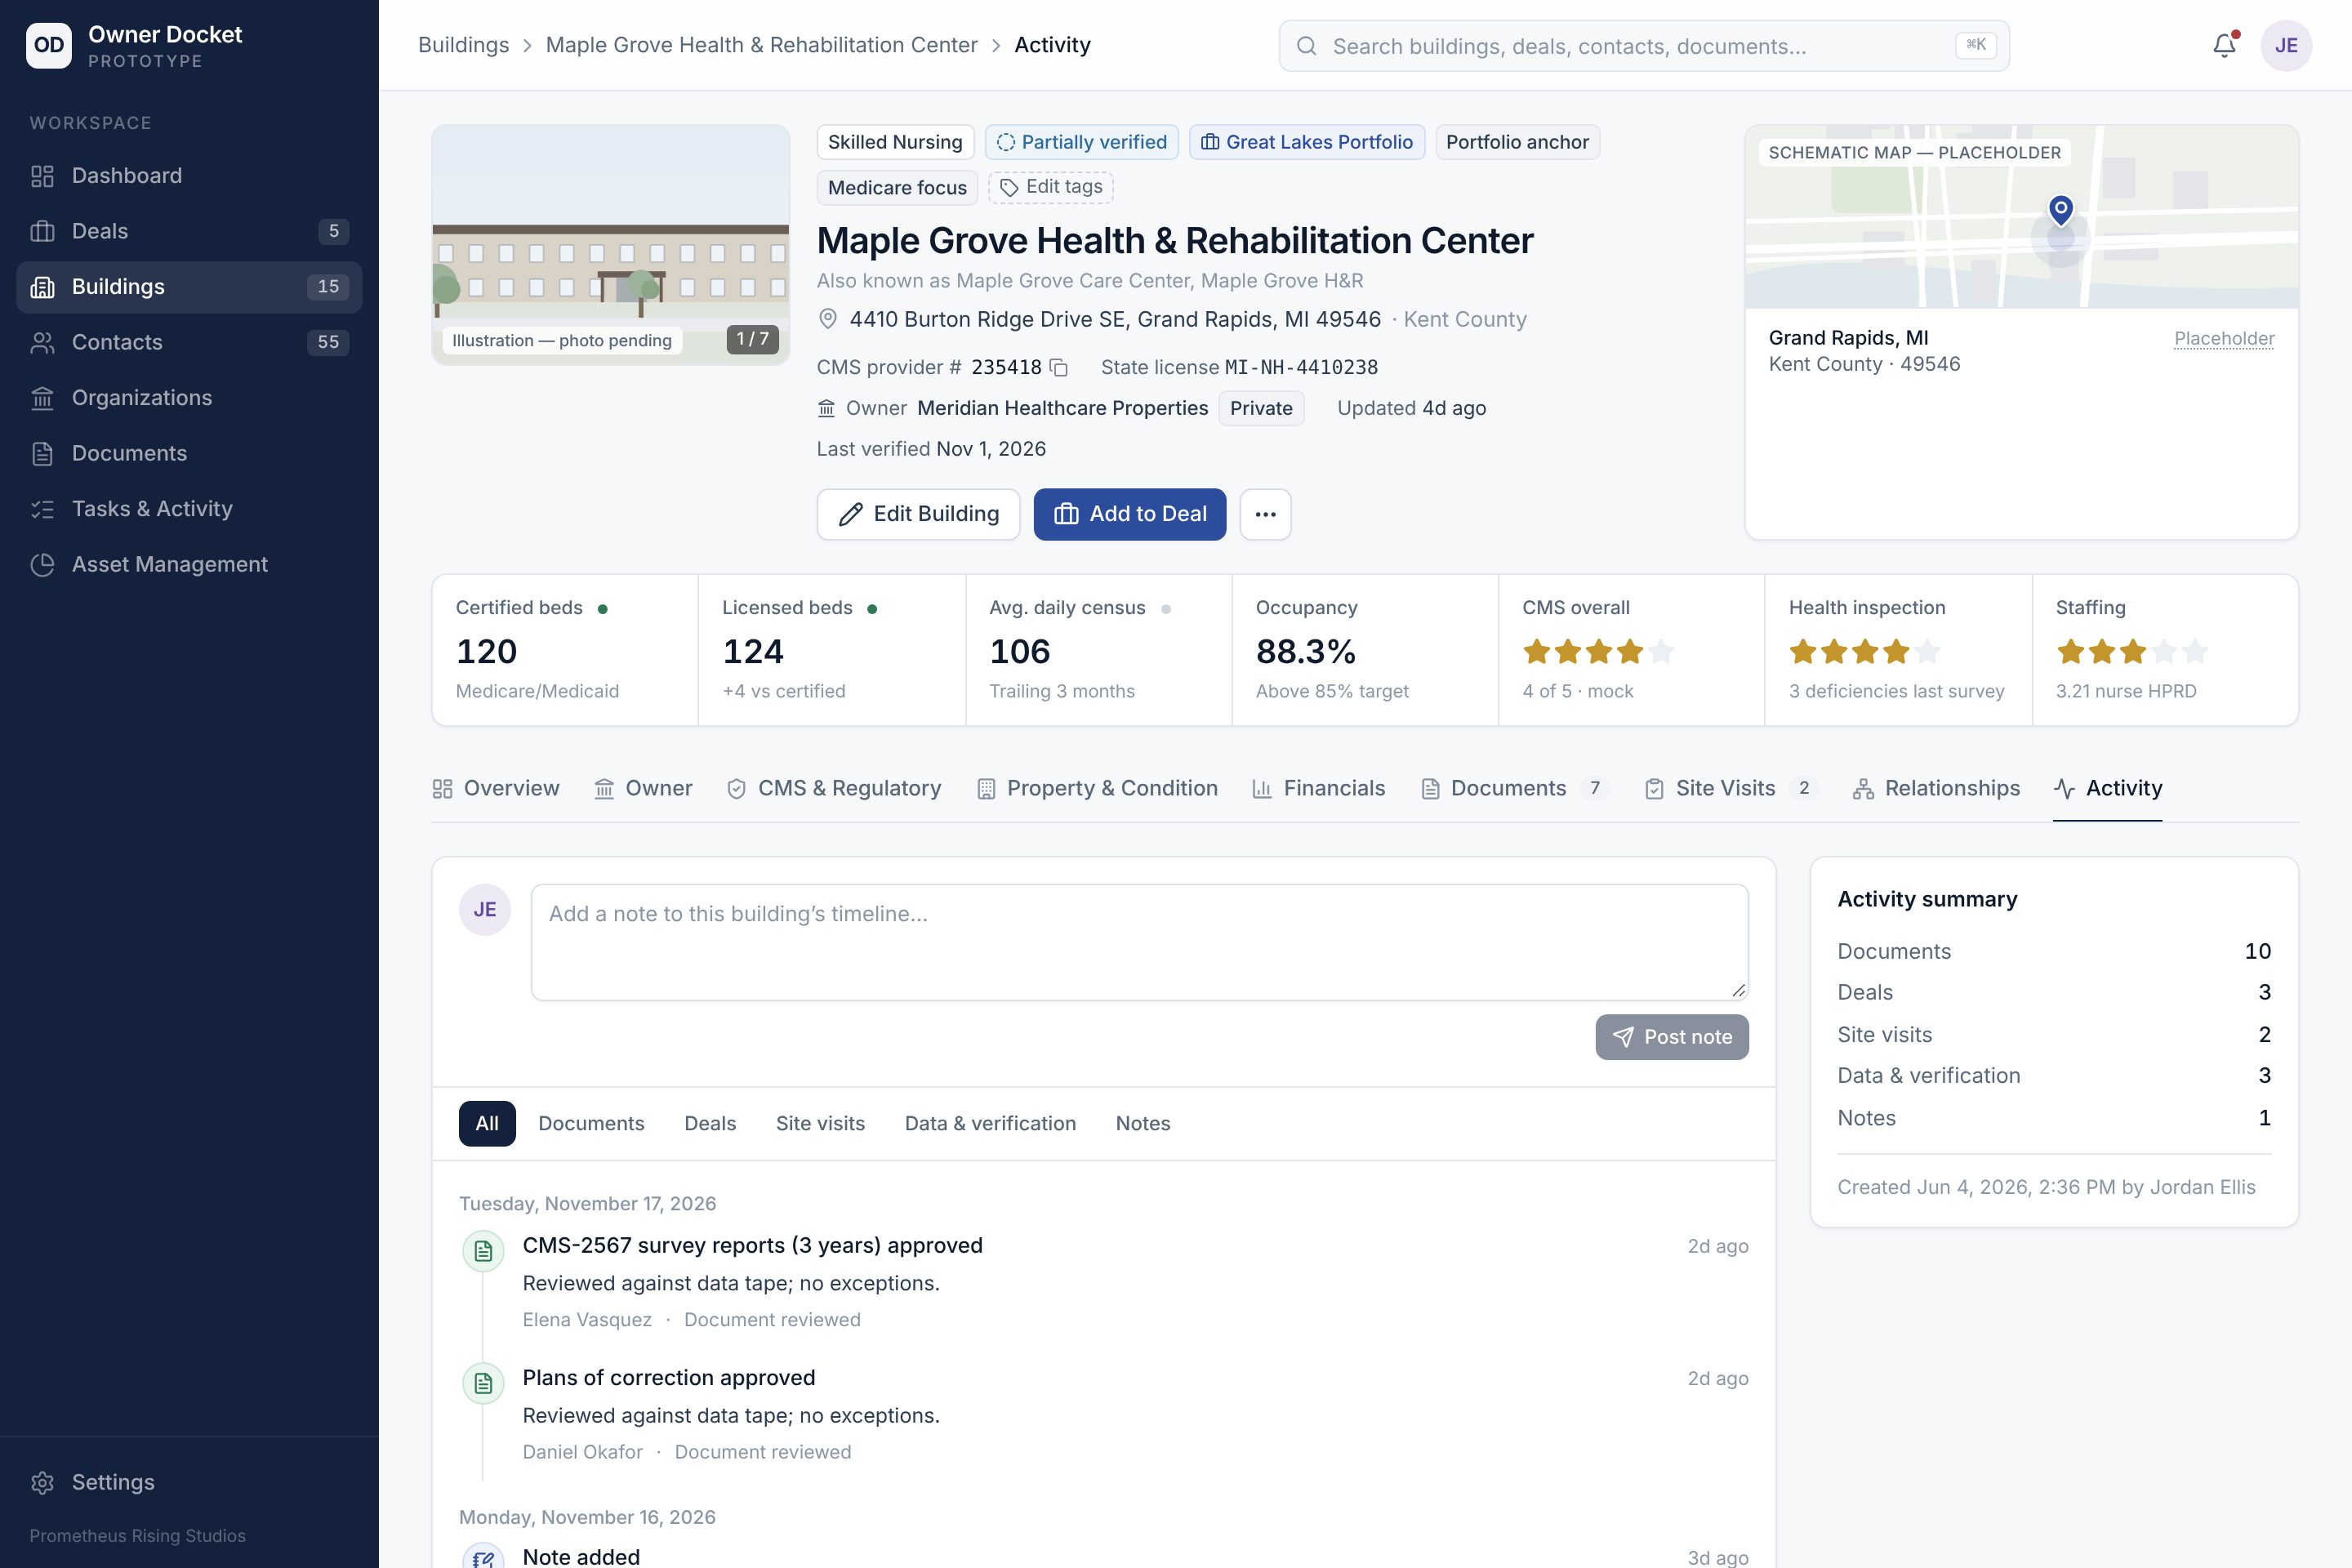 OD
Owner Docket
PROTOTYPE
WORKSPACE
Dashboard
Deals 5
Buildings 15
Contacts 55
Organizations
Documents
Tasks & Activity
Asset Management
Settings
Prometheus Rising Studios
Buildings > Maple Grove Health & Rehabilitation Center > Activity
Search buildings, deals, contacts, documents... ⌘K
JE
Illustration — photo pending
1 / 7
Skilled Nursing Partially verified Great Lakes Portfolio Portfolio anchor
Medicare focus Edit tags
Maple Grove Health & Rehabilitation Center
Also known as Maple Grove Care Center, Maple Grove H&R
4410 Burton Ridge Drive SE, Grand Rapids, MI 49546 · Kent County
CMS provider # 235418 State license MI-NH-4410238
Owner Meridian Healthcare Properties Private Updated 4d ago
Last verified Nov 1, 2026
Edit Building Add to Deal
SCHEMATIC MAP — PLACEHOLDER
Grand Rapids, MI Placeholder
Kent County · 49546
Certified beds
120
Medicare/Medicaid
Licensed beds
124
+4 vs certified
Avg. daily census
106
Trailing 3 months
Occupancy
88.3%
Above 85% target
CMS overall
4 of 5 · mock
Health inspection
3 deficiencies last survey
Staffing
3.21 nurse HPRD
Overview Owner CMS & Regulatory Property & Condition Financials Documents 7 Site Visits 2 Relationships Activity
JE
Add a note to this building’s timeline...
Post note
All Documents Deals Site visits Data & verification Notes
Tuesday, November 17, 2026
CMS-2567 survey reports (3 years) approved 2d ago
Reviewed against data tape; no exceptions.
Elena Vasquez · Document reviewed
Plans of correction approved 2d ago
Reviewed against data tape; no exceptions.
Daniel Okafor · Document reviewed
Monday, November 16, 2026
Note added 3d ago
Activity summary
Documents 10
Deals 3
Site visits 2
Data & verification 3
Notes 1
Created Jun 4, 2026, 2:36 PM by Jordan Ellis